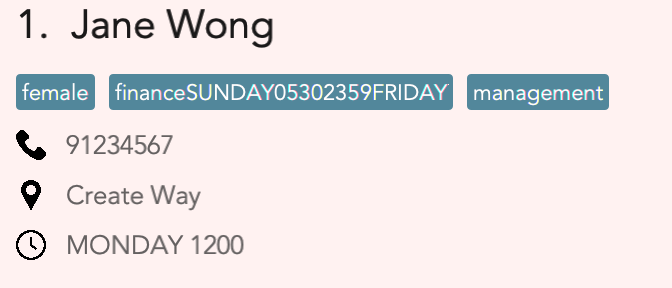 1. Jane Wong
female financeSUNDAY05302359FRIDAY management
91234567
Create Way
MONDAY 1200